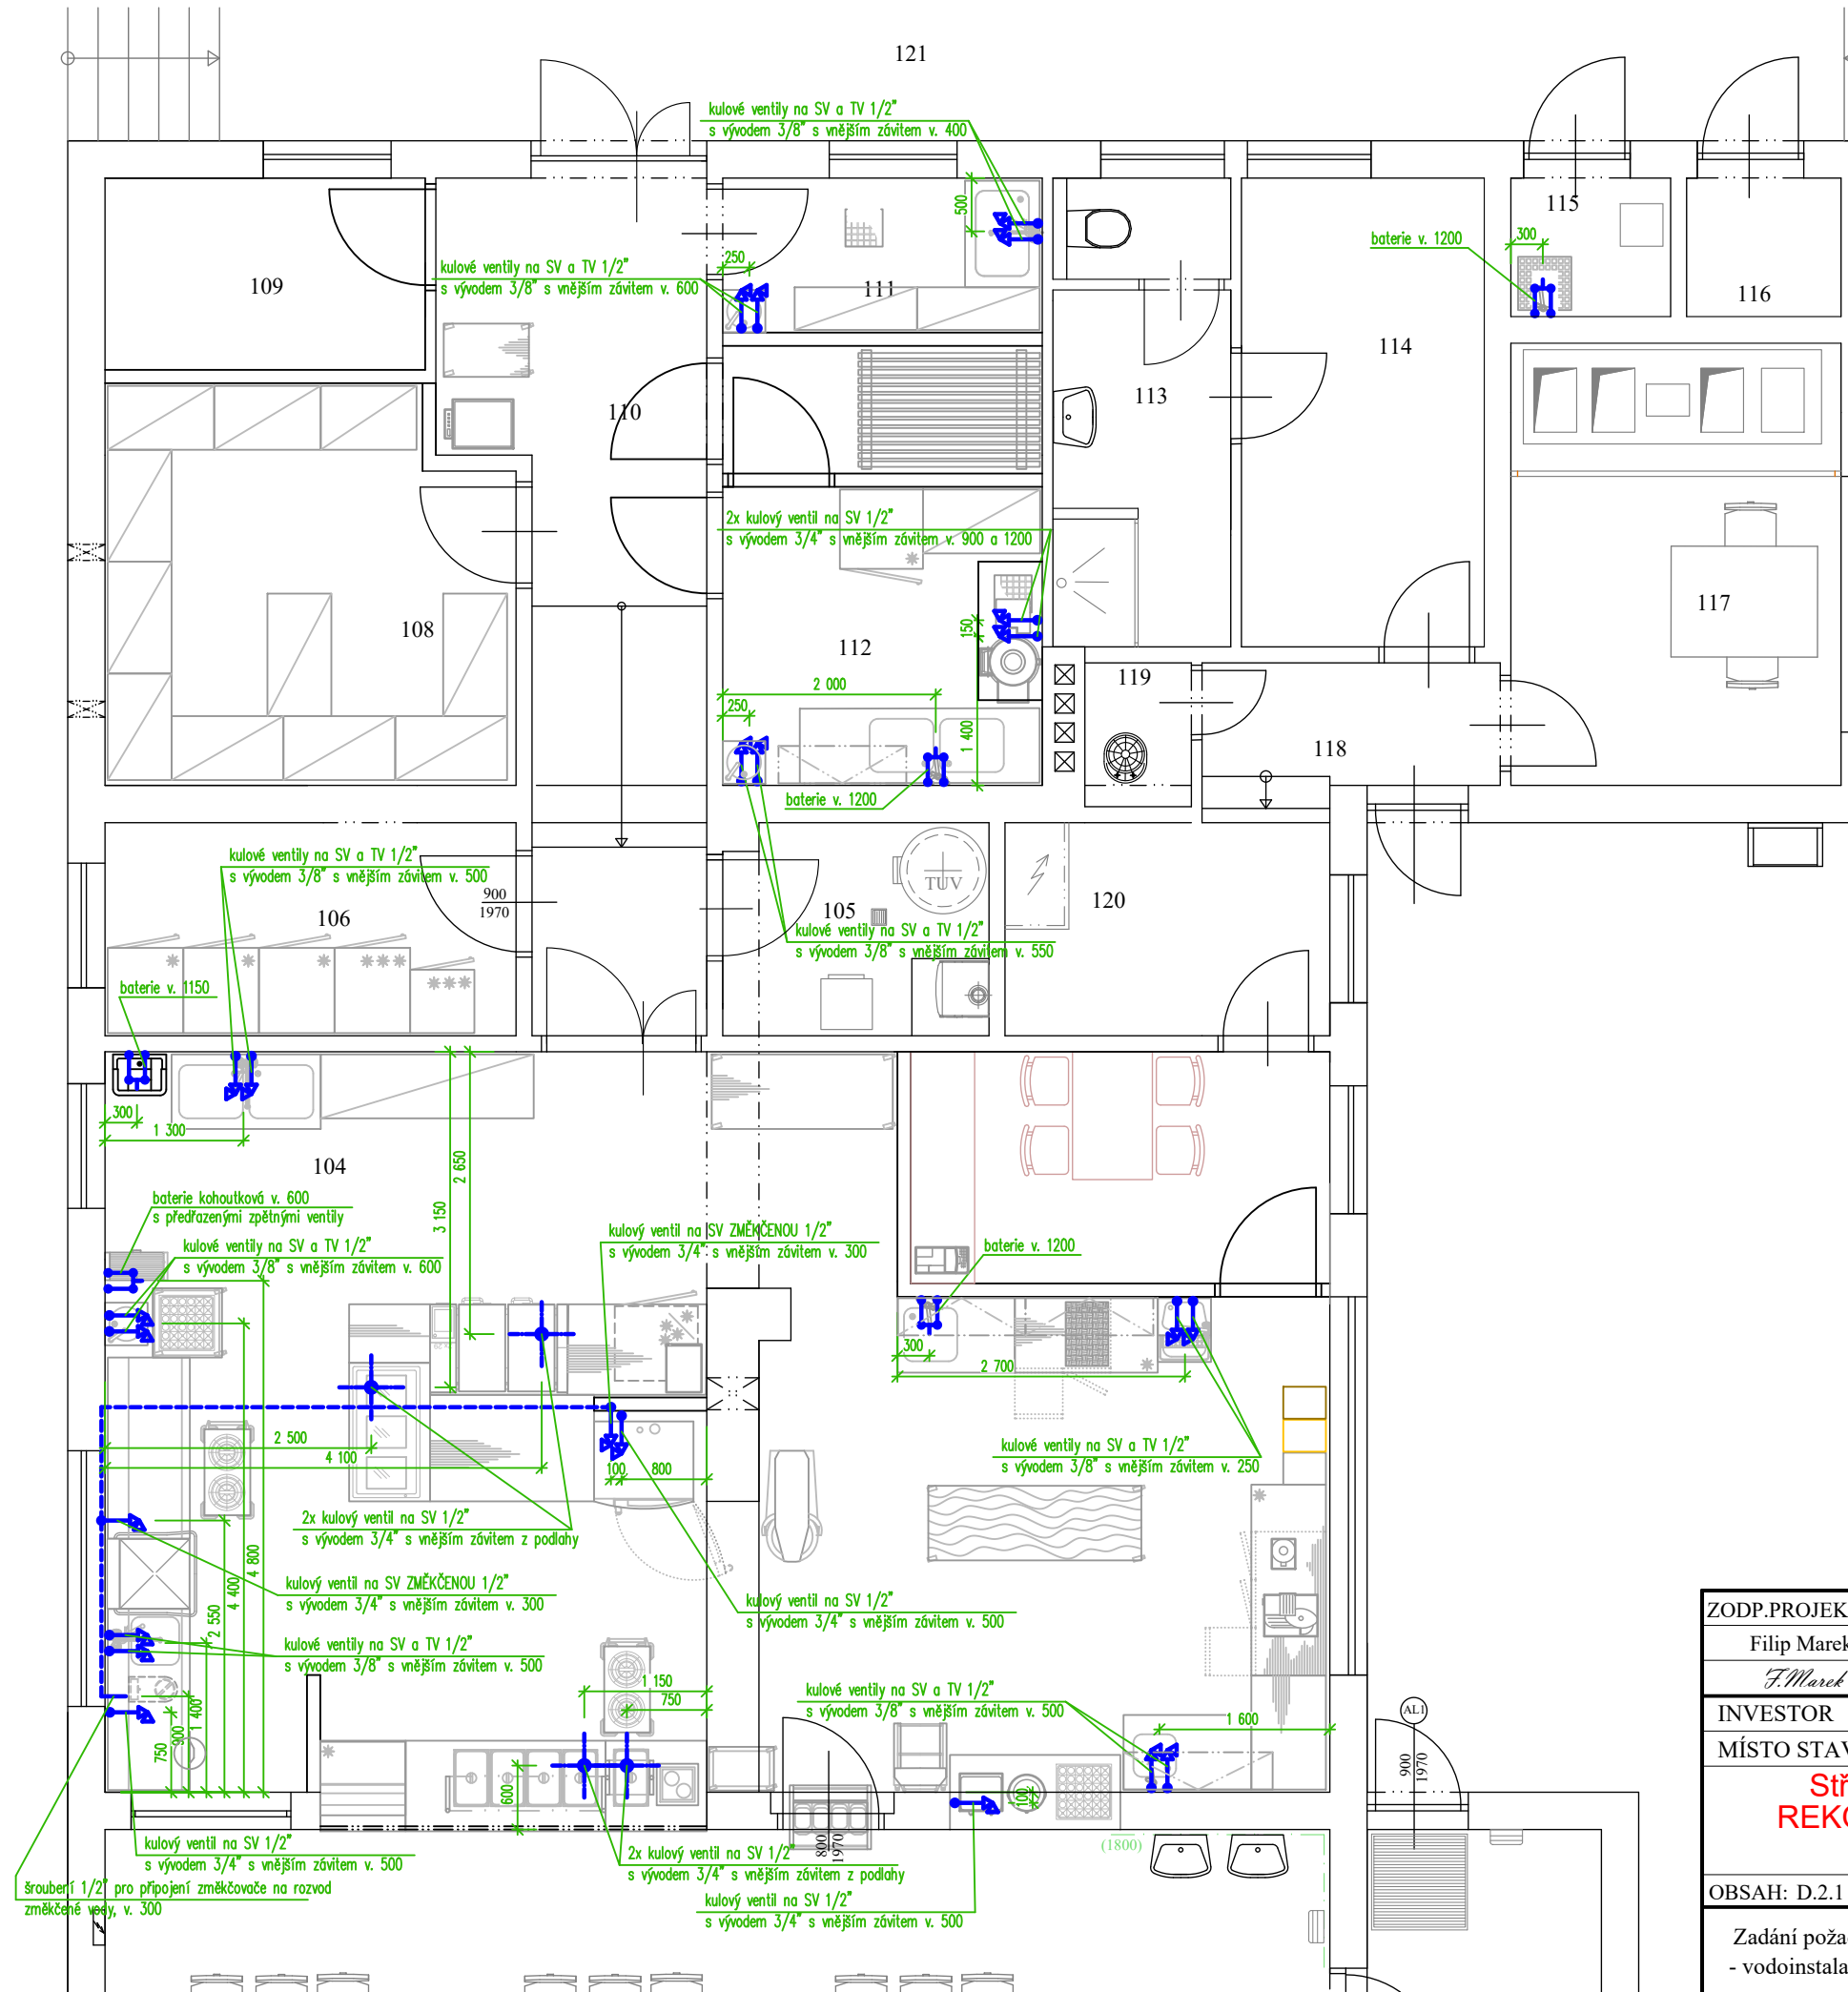 121
kulové ventily na SV a TV 1/2"
s vývodem 3/8" s vnějším závitem v. 400
500
115
300
baterie v. 1200
250
kulové ventily na SV a TV 1/2"
s vývodem 3/8" s vnějším závitem v. 600
109
111
116
114
113
110
2x kulový ventil na SV 1/2"
s vývodem 3/4" s vnějším závitem v. 900 a 1200
117
108
150
112
119
2 000
250
1 400
118
baterie v. 1200
kulové ventily na SV a TV 1/2"
s vývodem 3/8" s vnějším závitem v. 500
900
1970
TUV
120
106
105
kulové ventily na SV a TV 1/2"
s vývodem 3/8" s vnějším závitem v. 550
baterie v. 1150
300
1 300
104
2 650
3 150
baterie kohoutková v. 600
s předřazenými zpětnými ventily
kulové ventily na SV a TV 1/2"
s vývodem 3/8" s vnějším závitem v. 600
kulový ventil na SV ZMĚKČENOU 1/2"
s vývodem 3/4" s vnějším závitem v. 300
baterie v. 1200
300
2 700
2 500
4 100
100
800
kulové ventily na SV a TV 1/2"
s vývodem 3/8" s vnějším závitem v. 250
2x kulový ventil na SV 1/2"
s vývodem 3/4" s vnějším závitem z podlahy
4 800
4 400
2 550
1 400
900
750
kulový ventil na SV ZMĚKČENOU 1/2"
s vývodem 3/4" s vnějším závitem v. 300
kulový ventil na SV 1/2"
s vývodem 3/4" s vnějším závitem v. 500
kulové ventily na SV a TV 1/2"
s vývodem 3/8" s vnějším závitem v. 500
1 150
750
kulové ventily na SV a TV 1/2"
s vývodem 3/8" s vnějším závitem v. 500
1 600
AL1
900
1970
600
100
800
1970
(1800)
kulový ventil na SV 1/2"
s vývodem 3/4" s vnějším závitem v. 500
2x kulový ventil na SV 1/2"
s vývodem 3/4" s vnějším závitem z podlahy
šroubení 1/2" pro připojení změkčovače na rozvod
změkčené vody, v. 300
kulový ventil na SV 1/2"
s vývodem 3/4" s vnějším závitem v. 500
ZODP.PROJEK
Filip Marek
F.Marek
INVESTOR
MÍSTO STAV
Stř
REKO
OBSAH: D.2.1
Zadání poža
- vodoinstala